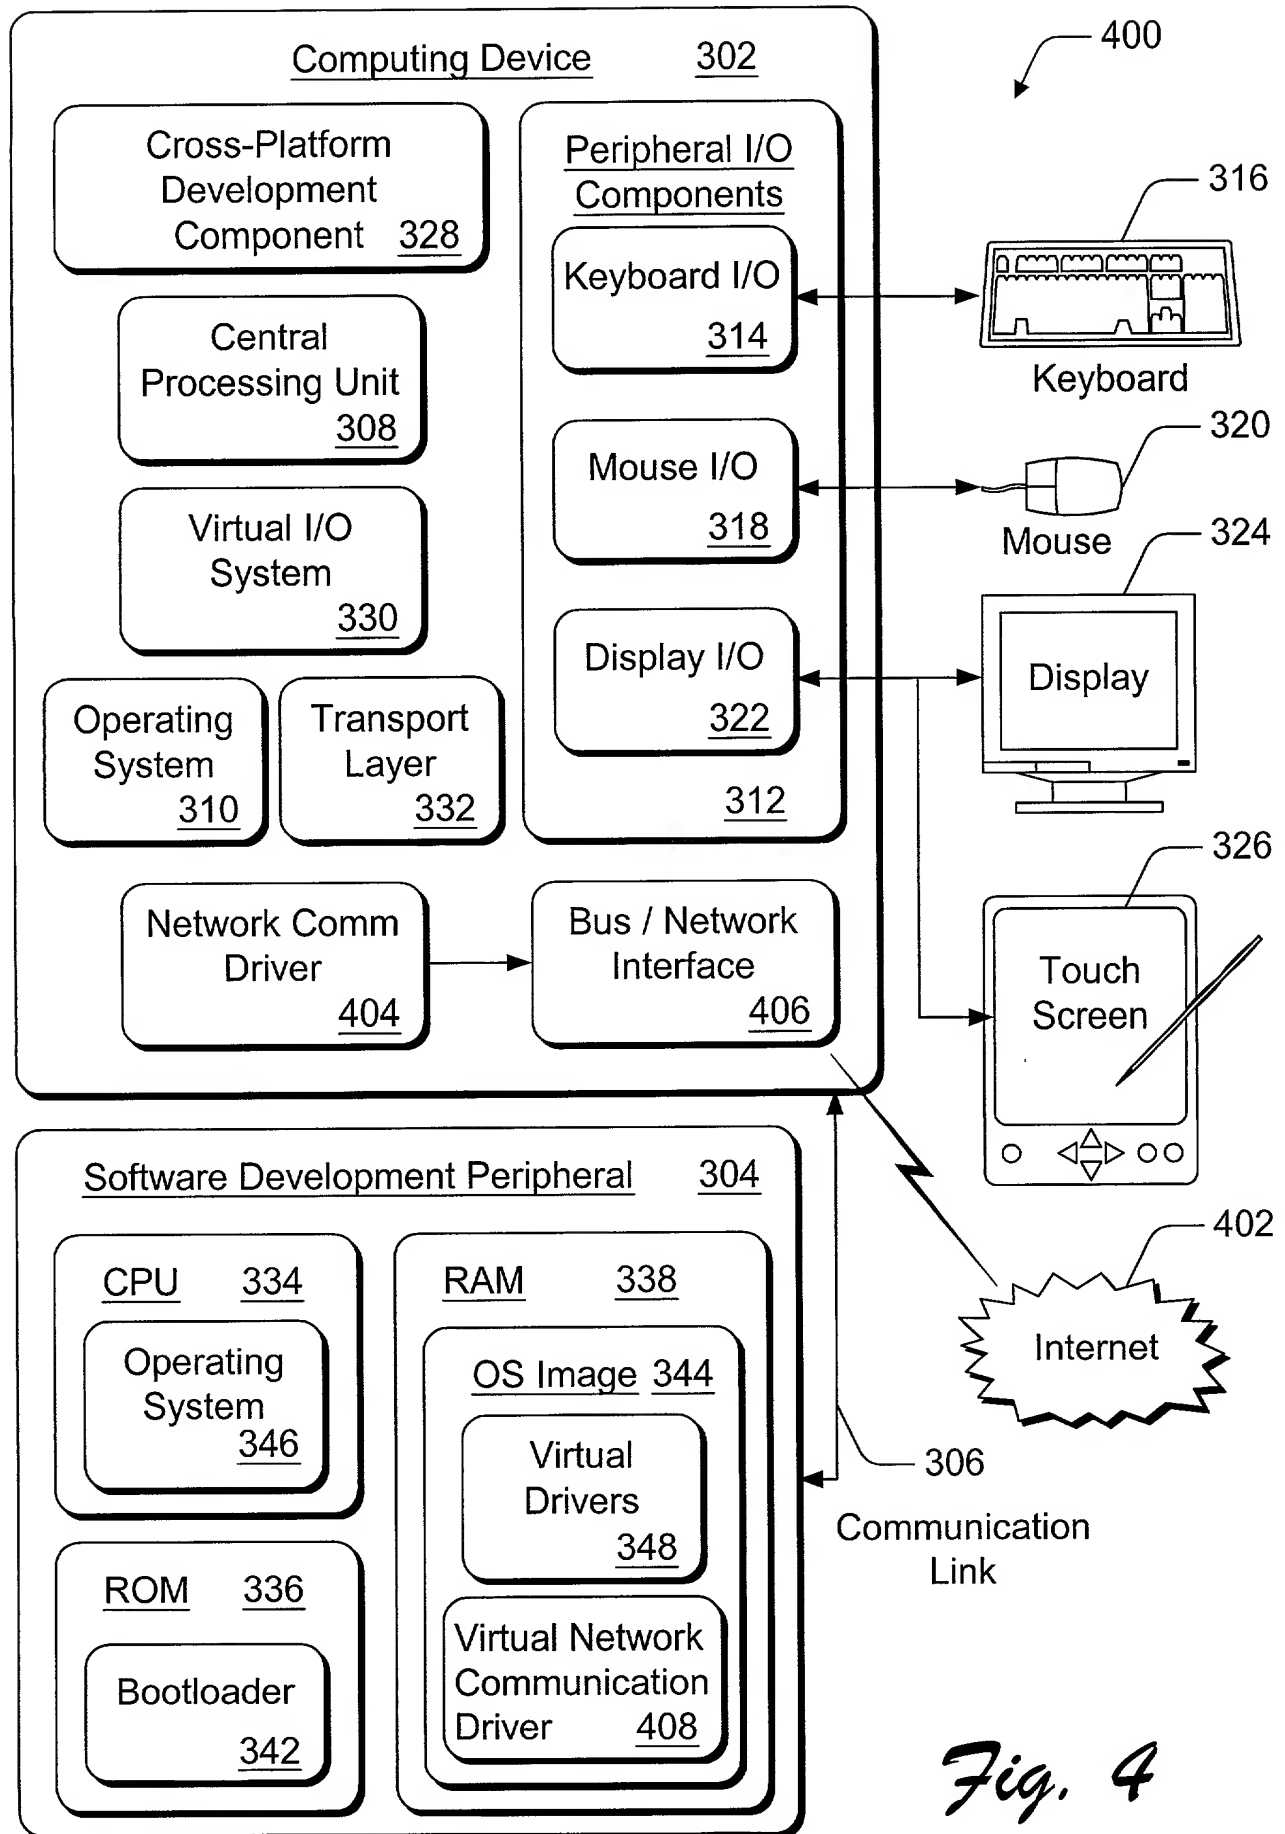 400
Computing Device 302
Cross-Platform
Development
Component 328
Central
Processing Unit
308
Virtual I/O
System
330
Operating
System
310
Transport
Layer
332
Peripheral I/O
Components
Keyboard I/O
314
Mouse I/O
318
Display I/O
322
312
Network Comm
Driver
404
Bus / Network
Interface
406
316
Keyboard
320
Mouse
324
Display
326
Touch
Screen
402
Internet
306
Communication
Link
Software Development Peripheral 304
CPU 334
Operating
System
346
ROM 336
Bootloader
342
RAM 338
OS Image 344
Virtual
Drivers
348
Virtual Network
Communication
Driver 408
Fig. 4